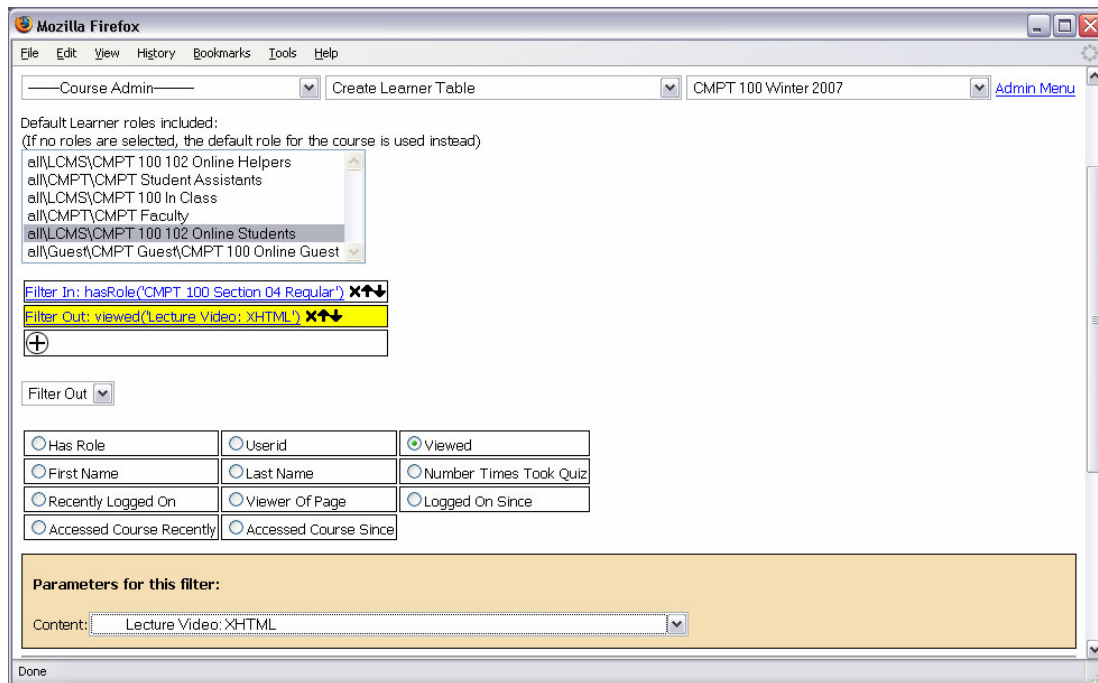 Mozilla Firefox
File Edit View History Bookmarks Tools Help
——Course Admin—— Create Learner Table CMPT 100 Winter 2007 Admin Menu
Default Learner roles included:
(If no roles are selected, the default role for the course is used instead)
all\LCMS\CMPT 100 102 Online Helpers
all\CMPT\CMPT Student Assistants
all\LCMS\CMPT 100 In Class
all\CMPT\CMPT Faculty
all\LCMS\CMPT 100 102 Online Students
all\Guest\CMPT Guest\CMPT 100 Online Guest
Filter In: hasRole('CMPT 100 Section 04 Regular')
Filter Out: viewed('Lecture Video: XHTML')
Filter Out
Has Role Userid Viewed
First Name Last Name Number Times Took Quiz
Recently Logged On Viewer Of Page Logged On Since
Accessed Course Recently Accessed Course Since
Parameters for this filter:
Content: Lecture Video: XHTML
Done